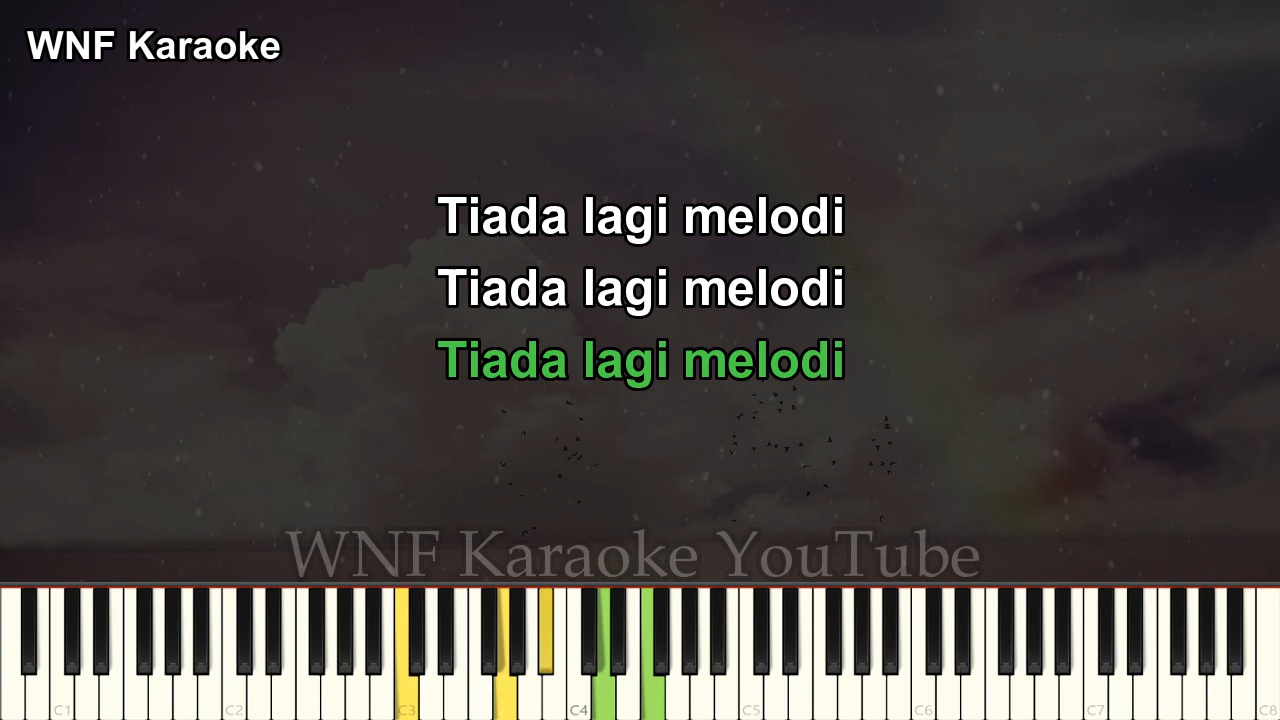 WNF Karaoke
Tiada lagi melodi
Tiada lagi melodi
Tiada lagi melodi
WNF Karaoke YouTube
C1 C2 C3 C4 C5 C6 C7 C8